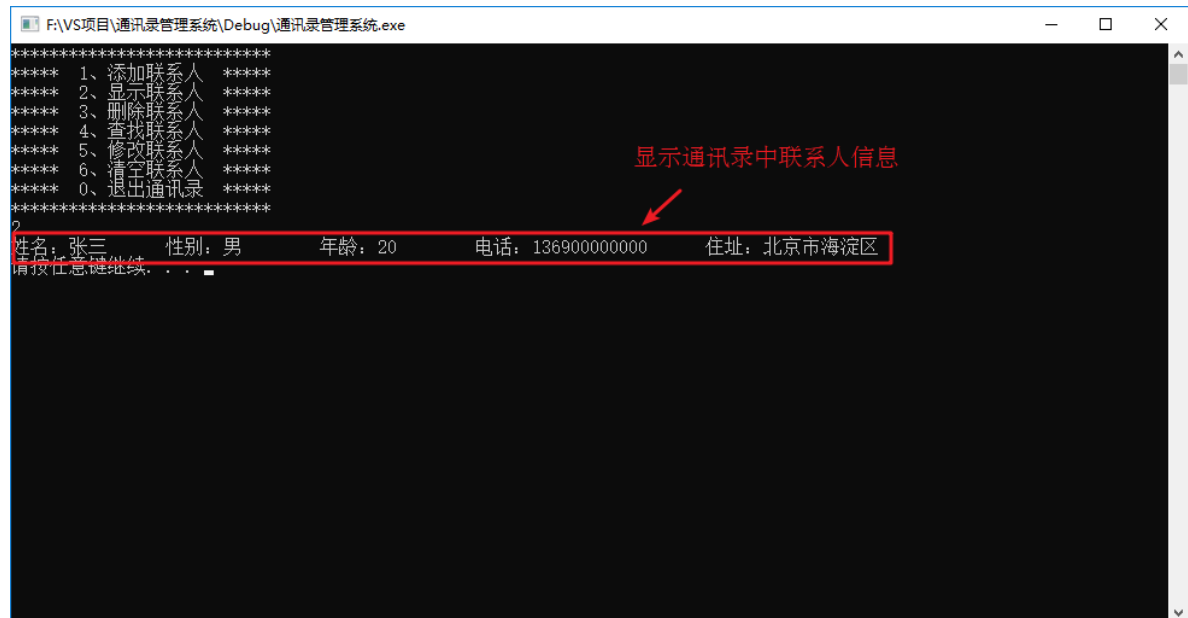 F:\VS项目\通讯录管理系统\Debug\通讯录管理系统.exe
***************************
*****  1、添加联系人  *****
*****  2、显示联系人  *****
*****  3、删除联系人  *****
*****  4、查找联系人  *****
*****  5、修改联系人  *****
*****  6、清空联系人  *****
*****  0、退出通讯录  *****
***************************
显示通讯录中联系人信息
2
姓名：张三 性别：男 年龄：20 电话：136900000000 住址：北京市海淀区
请按任意键继续. . .